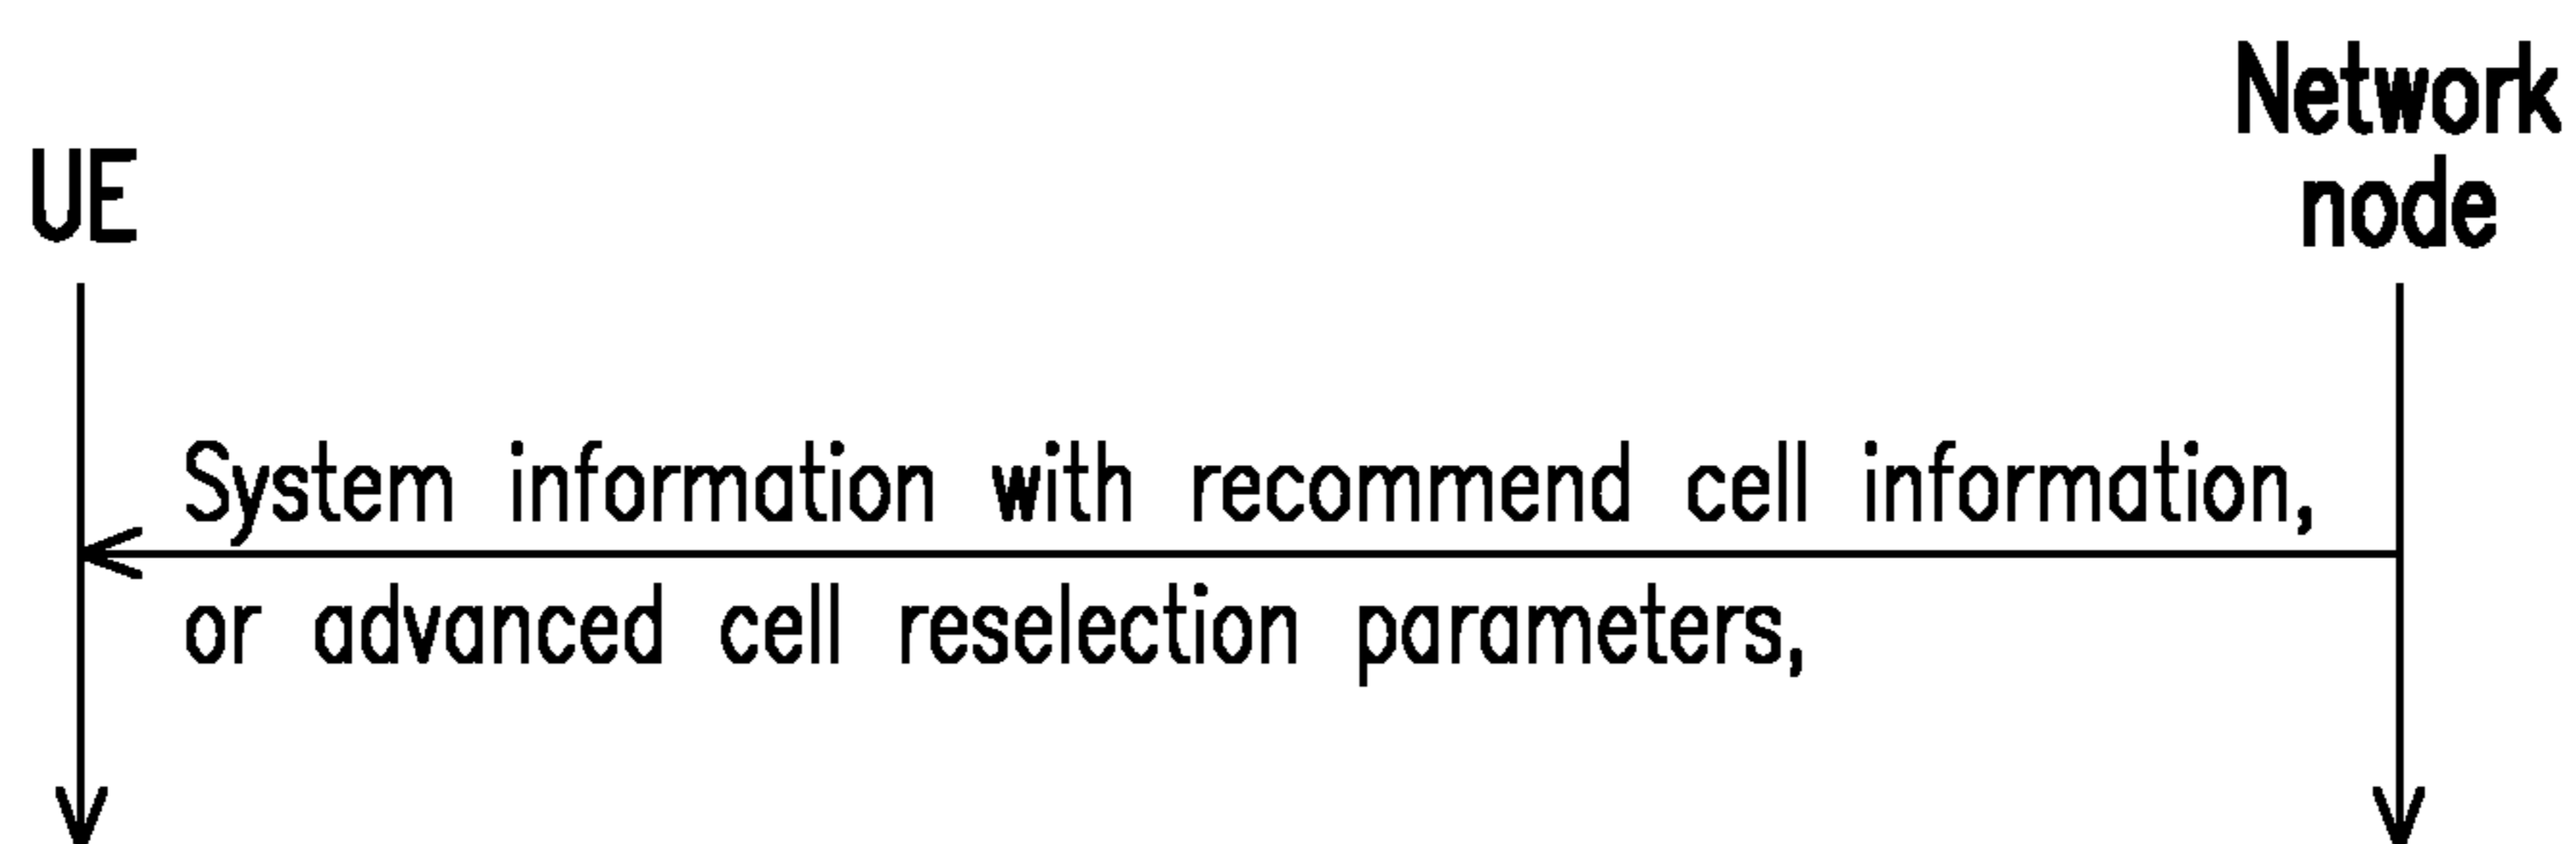 UE
Network
node
System information with recommend cell information,
or advanced cell reselection parameters,